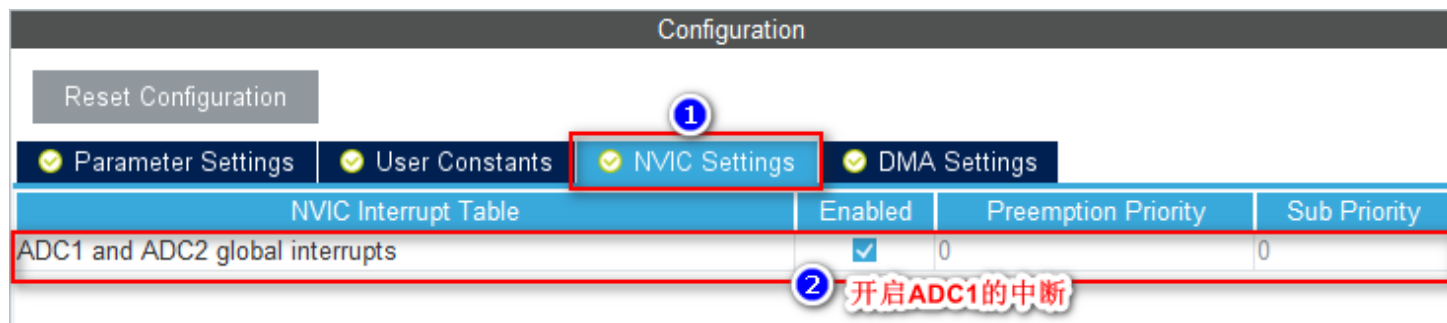 Configuration
Reset Configuration
1
Parameter Settings User Constants NVIC Settings DMA Settings
NVIC Interrupt Table Enabled Preemption Priority Sub Priority
ADC1 and ADC2 global interrupts 0 0
2 开启ADC1的中断